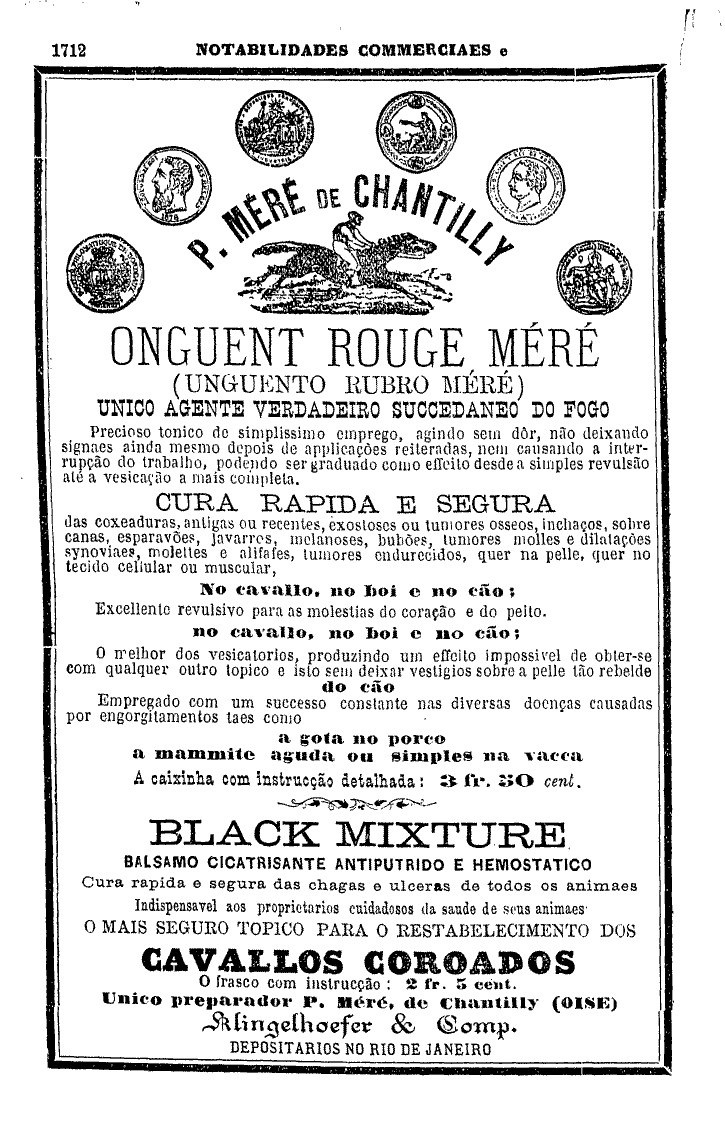 1712
NOTABILIDADES COMMERCIAES e
1878
P. MÉRÉ DE CHANTILLY
ONGUENT ROUGE MÉRÉ
(UNGUENTO RUBRO MÉRÉ)
UNICO AGENTE VERDADEIRO SUCCEDANEO DO FOGO
Precioso tonico de simplissimo emprego, agindo sem dôr, não deixando
signaes ainda mesmo depois de applicações reiteradas, nem causando a inter-
rupção do trabalho, podendo ser graduado como effeito desde a simples revulsão
até a vesicação a mais completa.
CURA RAPIDA E SEGURA
das coxeaduras, antigas ou recentes, exostoses ou tumores osseos, inchaços, sobre
canas, esparavões, javarros, melanoses, bubões, tumores molles e dilatações
synoviaes, molettes e alifafes, tumores endurecidos, quer na pelle, quer no
tecido cellular ou muscular,
No cavallo, no boi e no cão;
Excellente revulsivo para as molestias do coração e do peito.
no cavallo, no boi e no cão;
O melhor dos vesicatorios, produzindo um effeito impossivel de obter-se
com qualquer outro topico e isto sem deixar vestigios sobre a pelle tão rebelde
do cão
Empregado com um successo constante nas diversas doenças causadas
por engorgitamentos taes como
a gota no porco
a mammite aguda ou simples na vacca
A caixinha com instrucção detalhada: 3 fr. 50 cent.
BLACK MIXTURE
BALSAMO CICATRISANTE ANTIPUTRIDO E HEMOSTATICO
Cura rapida e segura das chagas e ulceras de todos os animaes
Indispensavel aos proprietarios cuidadosos da saude de seus animaes
O MAIS SEGURO TOPICO PARA O RESTABELECIMENTO DOS
CAVALLOS COROADOS
O frasco com instrucção: 2 fr. 5 cent.
Unico preparador P. Méré, de Chantilly (OISE)
Klingelhoefer & Comp.
DEPOSITARIOS NO RIO DE JANEIRO